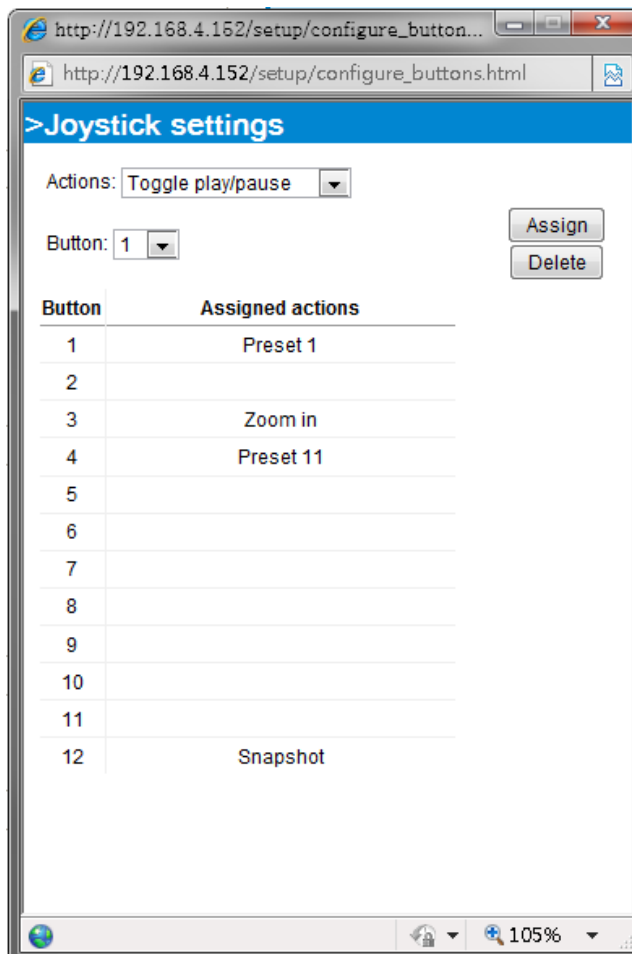 http://192.168.4.152/setup/configure_button...
http://192.168.4.152/setup/configure_buttons.html
>Joystick settings
Actions: Toggle play/pause
Assign
Button: 1
Delete
Button Assigned actions
1 Preset 1
2
3 Zoom in
4 Preset 11
5
6
7
8
9
10
11
12 Snapshot
105%